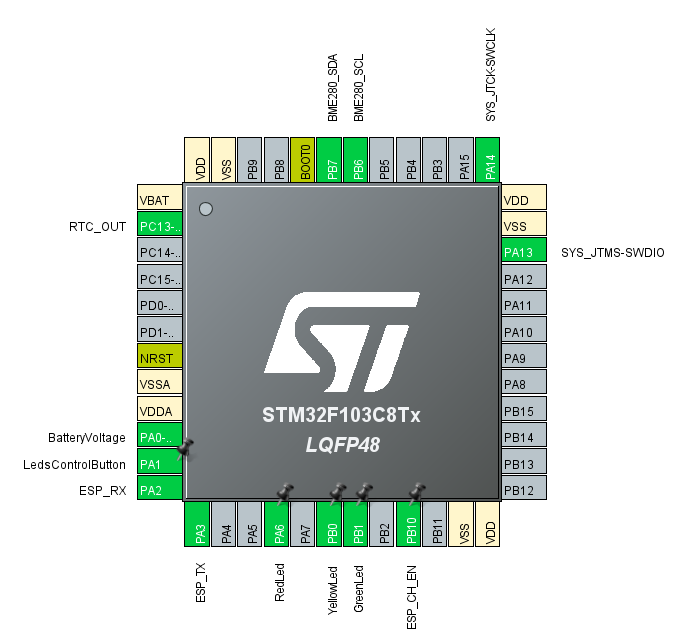 BME280_SDA
BME280_SCL
SYS_JTCK-SWCLK
VDD
VSS
PB9
PB8
BOOT0
PB7
PB6
PB5
PB4
PB3
PA15
PA14
VBAT
RTC_OUT PC13-..
PC14-..
PC15-..
PD0-..
PD1-..
NRST
VSSA
VDDA
BatteryVoltage PA0-..
LedsControlButton PA1
ESP_RX PA2
VDD
VSS
PA13 SYS_JTMS-SWDIO
PA12
PA11
PA10
PA9
PA8
PB15
PB14
PB13
PB12
ST
STM32F103C8Tx
LQFP48
PA3
PA4
PA5
PA6
PA7
PB0
PB1
PB2
PB10
PB11
VSS
VDD
ESP_TX
RedLed
YellowLed
GreenLed
ESP_CH_EN